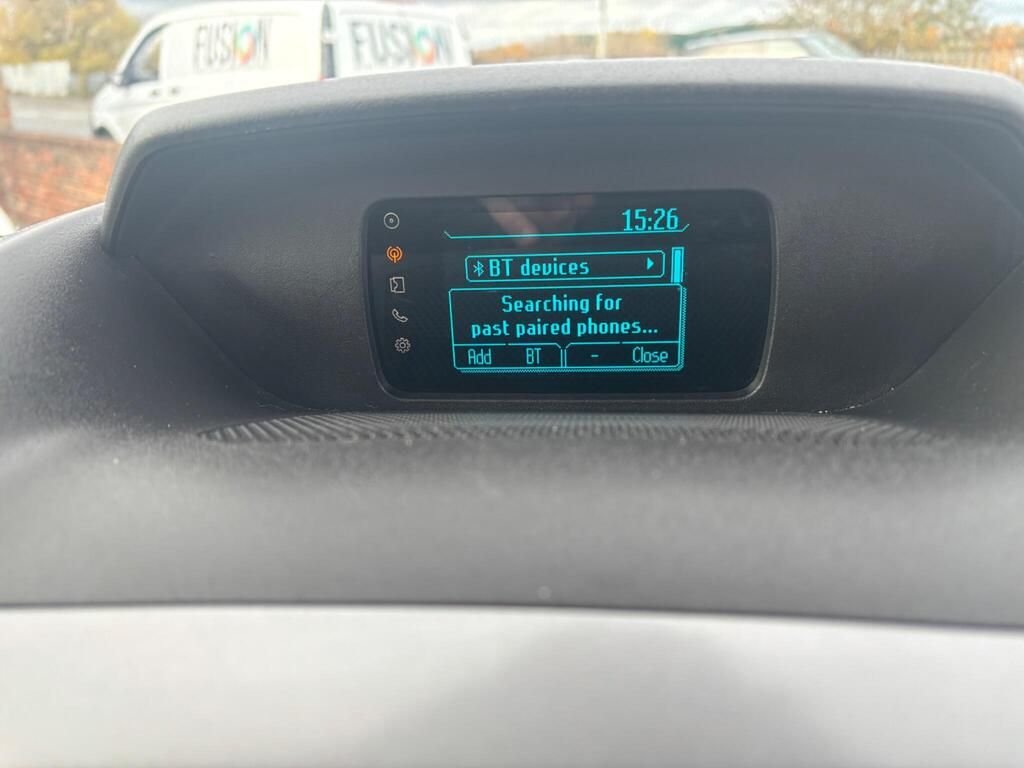 FUSION FUSION
15:26
BT devices
Searching for
past paired phones...
Add BT - Close